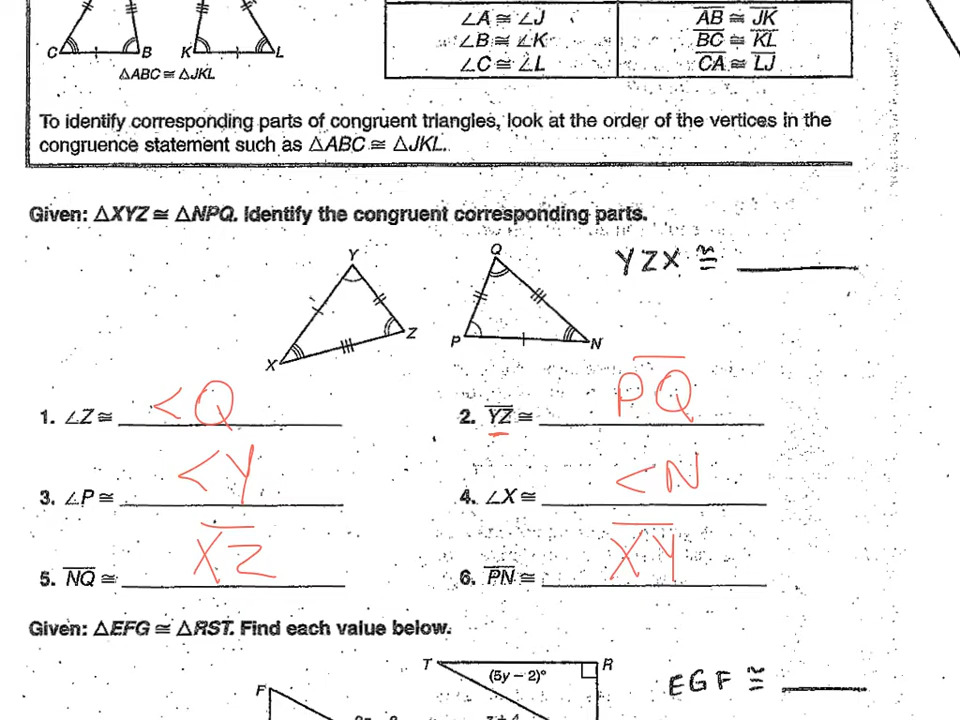 ∠A ≅ ∠J
AB ≅ JK
∠B ≅ ∠K
BC ≅ KL
∠C ≅ ∠L
CA ≅ LJ
C B K L
△ABC ≅ △JKL
To identify corresponding parts of congruent triangles, look at the order of the vertices in the
congruence statement such as △ABC ≅ △JKL.
Given: △XYZ ≅ △NPQ. Identify the congruent corresponding parts.
YZX ≅ ______
Y
Z
X
Q
P
N
1. ∠Z ≅ <Q
2. YZ ≅ PQ
3. ∠P ≅ <Y
4. ∠X ≅ <N
5. NQ ≅ XZ
6. PN ≅ XY
Given: △EFG ≅ △RST. Find each value below.
T R
(5y − 2)°
F
EGF ≅ ______